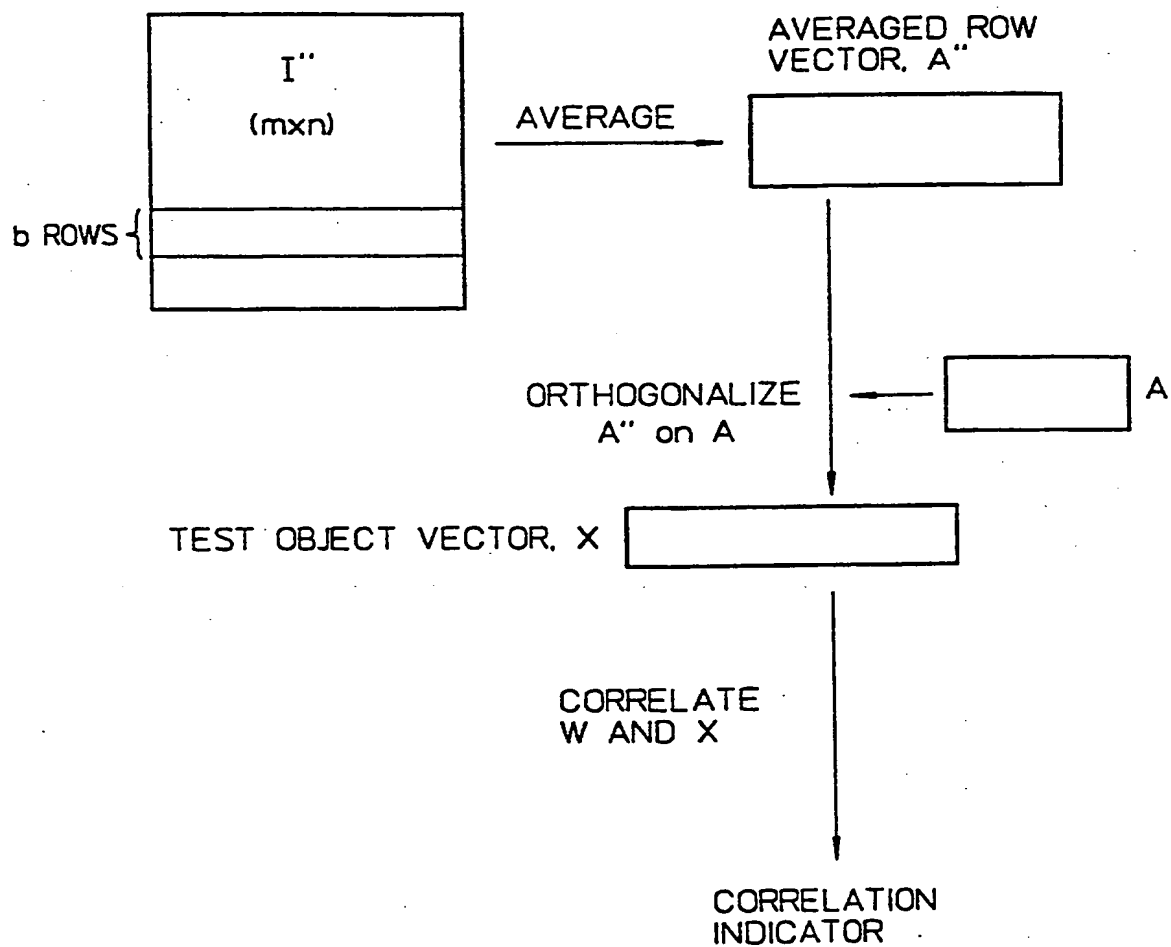 I''
(mxn)
b ROWS
AVERAGE
AVERAGED ROW
VECTOR, A''
ORTHOGONALIZE
A'' on A
A
TEST OBJECT VECTOR, X
CORRELATE
W AND X
CORRELATION
INDICATOR